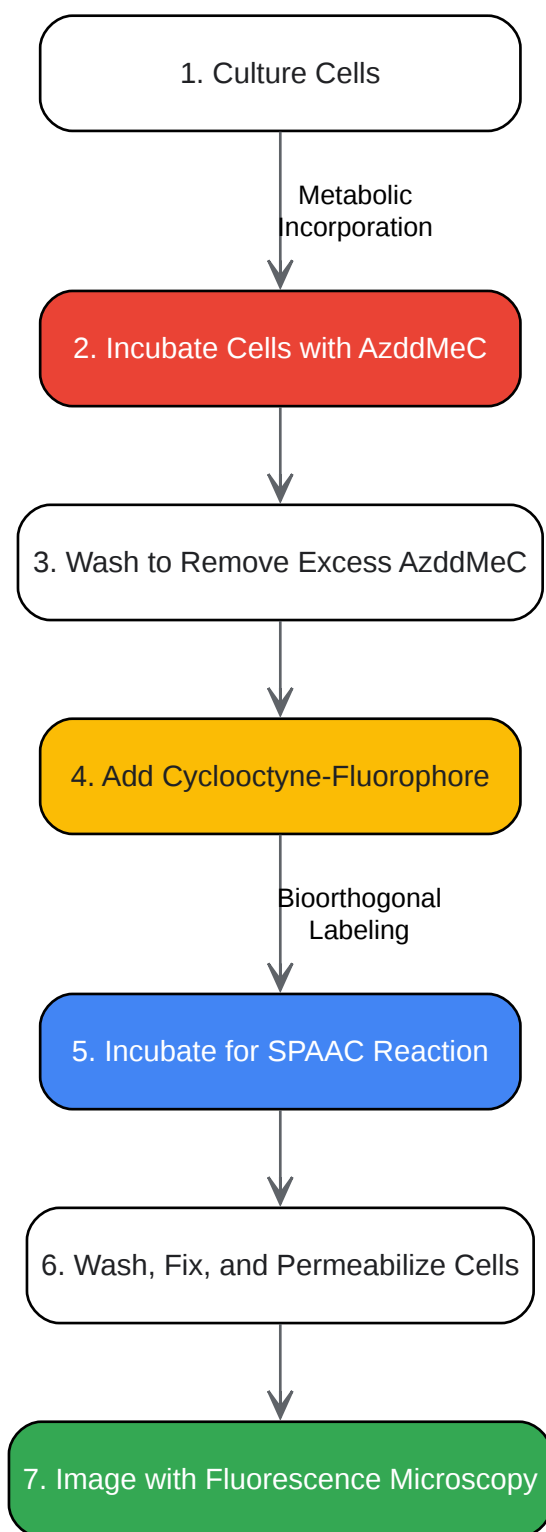 1. Culture Cells
Metabolic
Incorporation
2. Incubate Cells with AzddMeC
3. Wash to Remove Excess AzddMeC
4. Add Cyclooctyne-Fluorophore
Bioorthogonal
Labeling
5. Incubate for SPAAC Reaction
6. Wash, Fix, and Permeabilize Cells
7. Image with Fluorescence Microscopy